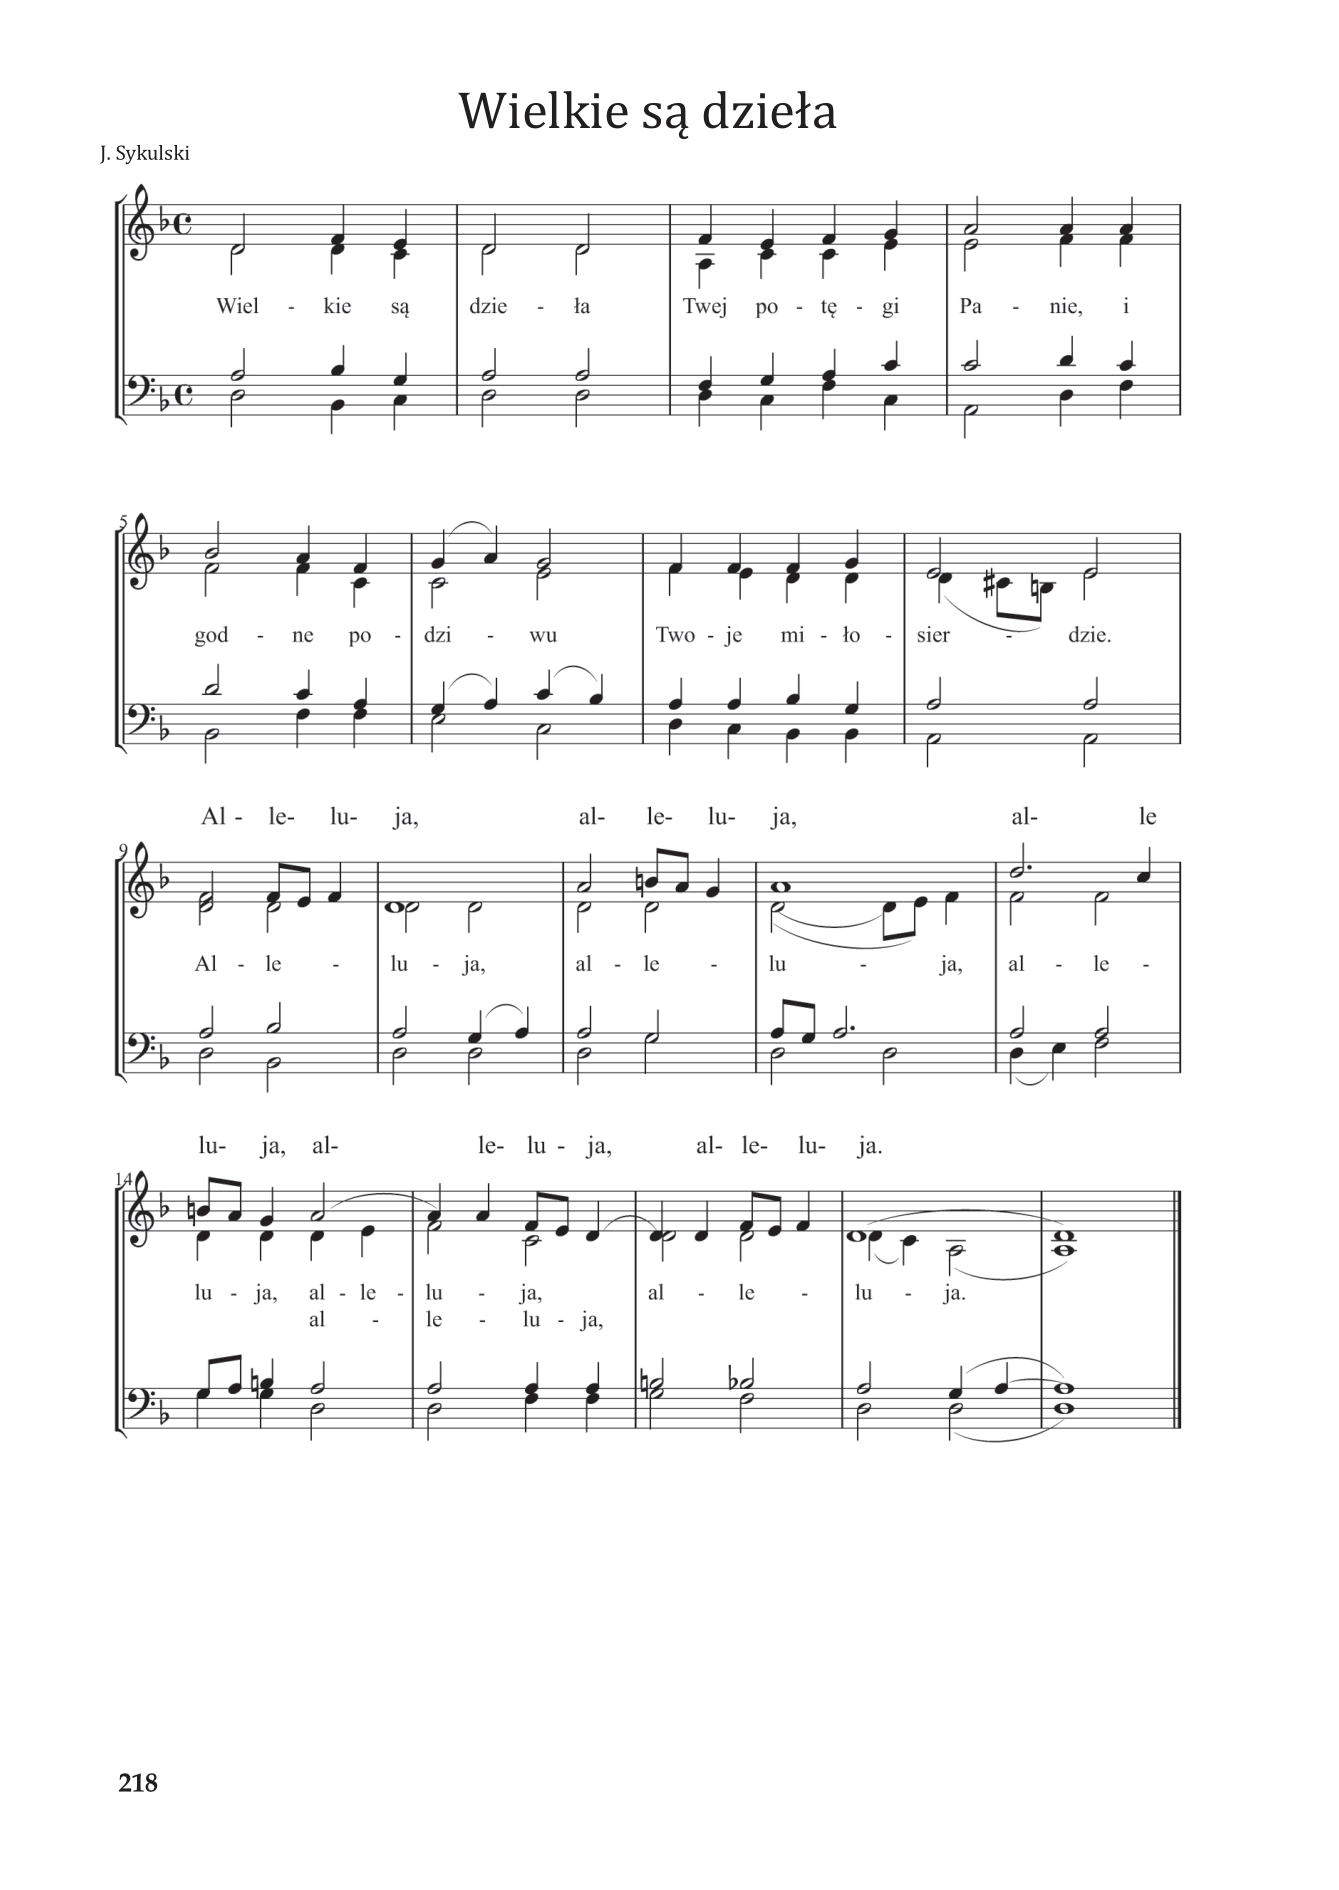 Wielkie są dzieła
J. Sykulski
Wiel - kie są dzie - ła Twej po - tę - gi Pa - nie, i
5
god - ne po - dzi - wu Two - je mi - ło - sier - dzie.
Al - le- lu- ja, al- le- lu- ja, al- le
9
Al - le - lu - ja, al - le - lu - ja, al - le -
lu- ja, al- le- lu - ja, al- le- lu- ja.
14
lu - ja, al - le - lu - ja, al - le - lu - ja.
al - le - lu - ja,
218